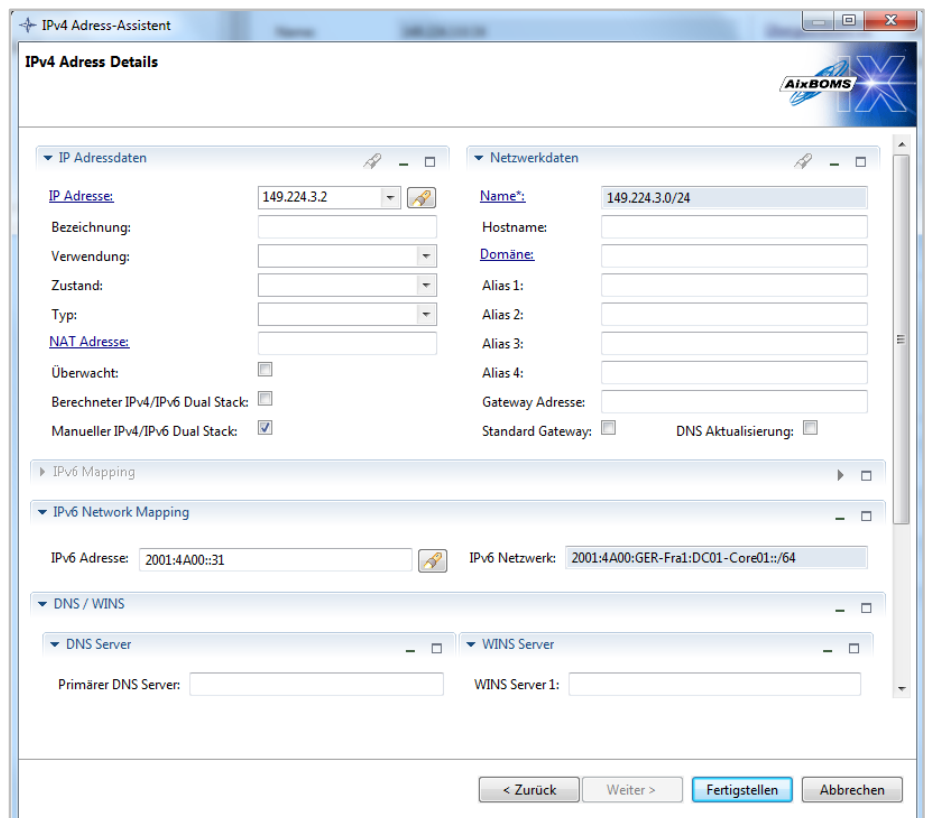 IPv4 Adress-Assistent
IPv4 Adress Details
AixBOMS
IX
IP Adressdaten
IP Adresse: 149.224.3.2
Bezeichnung:
Verwendung:
Zustand:
Typ:
NAT Adresse:
Überwacht:
Berechneter IPv4/IPv6 Dual Stack:
Manueller IPv4/IPv6 Dual Stack:
Netzwerkdaten
Name*: 149.224.3.0/24
Hostname:
Domäne:
Alias 1:
Alias 2:
Alias 3:
Alias 4:
Gateway Adresse:
Standard Gateway: DNS Aktualisierung:
IPv6 Mapping
IPv6 Network Mapping
IPv6 Adresse: 2001:4A00::31 IPv6 Netzwerk: 2001:4A00:GER-Fra1:DC01-Core01::/64
DNS / WINS
DNS Server
Primärer DNS Server:
WINS Server
WINS Server 1:
< Zurück Weiter > Fertigstellen Abbrechen